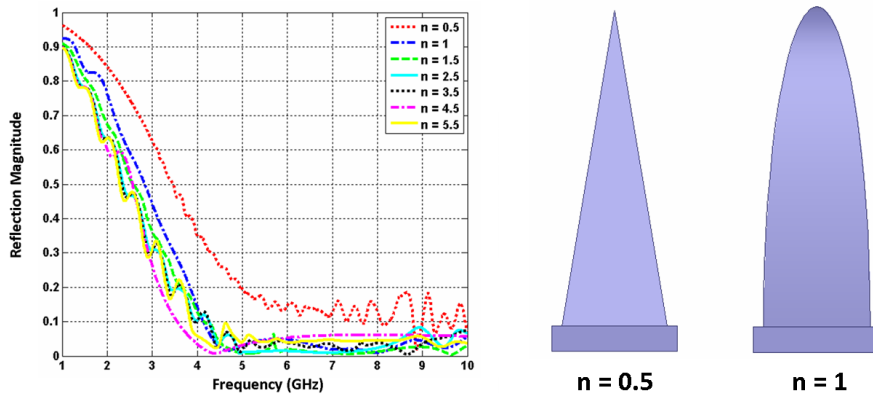 1
0.9
0.8
0.7
0.6
0.5
0.4
0.3
0.2
0.1
0
Reflection Magnitude
1 2 3 4 5 6 7 8 9 10
Frequency (GHz)
n = 0.5
n = 1
n = 1.5
n = 2.5
n = 3.5
n = 4.5
n = 5.5
n = 0.5
n = 1